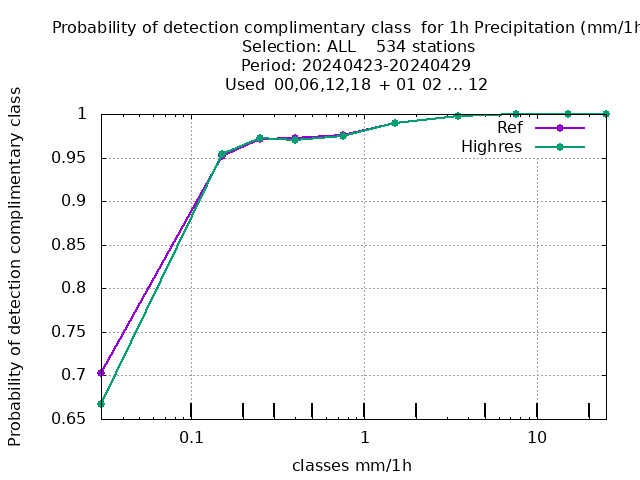 Probability of detection complimentary class  for 1h Precipitation (mm/1h
Selection: ALL    534 stations
Period: 20240423-20240429
Used  00,06,12,18  + 01 02 ... 12
Probability of detection complimentary class
1
0.95
0.9
0.85
0.8
0.75
0.7
0.65
Ref
Highres
0.1
1
10
classes mm/1h